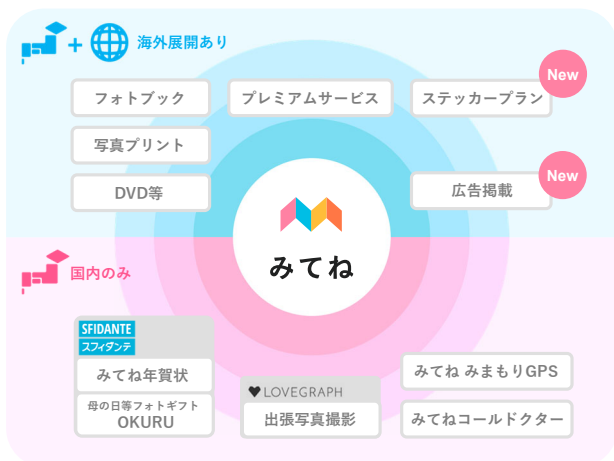 海外展開あり
フォトブック
プレミアムサービス
ステッカープラン
New
写真プリント
DVD等
広告掲載
New
みてね
国内のみ
SFIDANTE
スフィダンテ
みてね年賀状
母の日等フォトギフト
OKURU
LOVEGRAPH
出張写真撮影
みてね みまもりGPS
みてねコールドクター